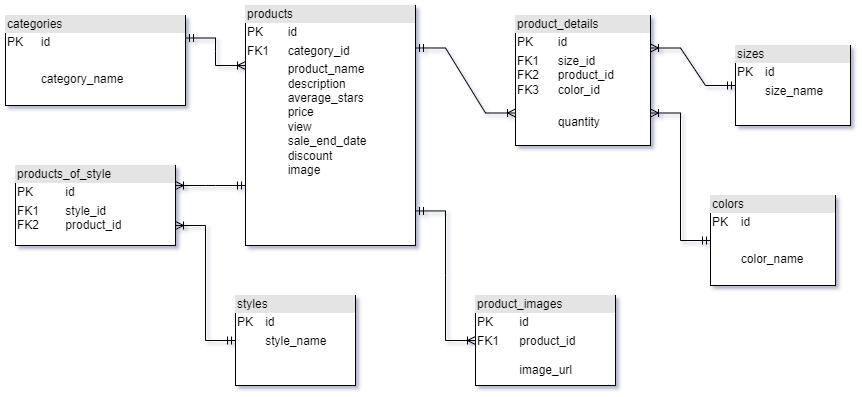 categories
PK id
category_name
products
PK id
FK1 category_id
product_name
description
average_stars
price
view
sale_end_date
discount
image
product_details
PK id
FK1 size_id
FK2 product_id
FK3 color_id
quantity
sizes
PK id
size_name
products_of_style
PK id
FK1 style_id
FK2 product_id
colors
PK id
color_name
styles
PK id
style_name
product_images
PK id
FK1 product_id
image_url